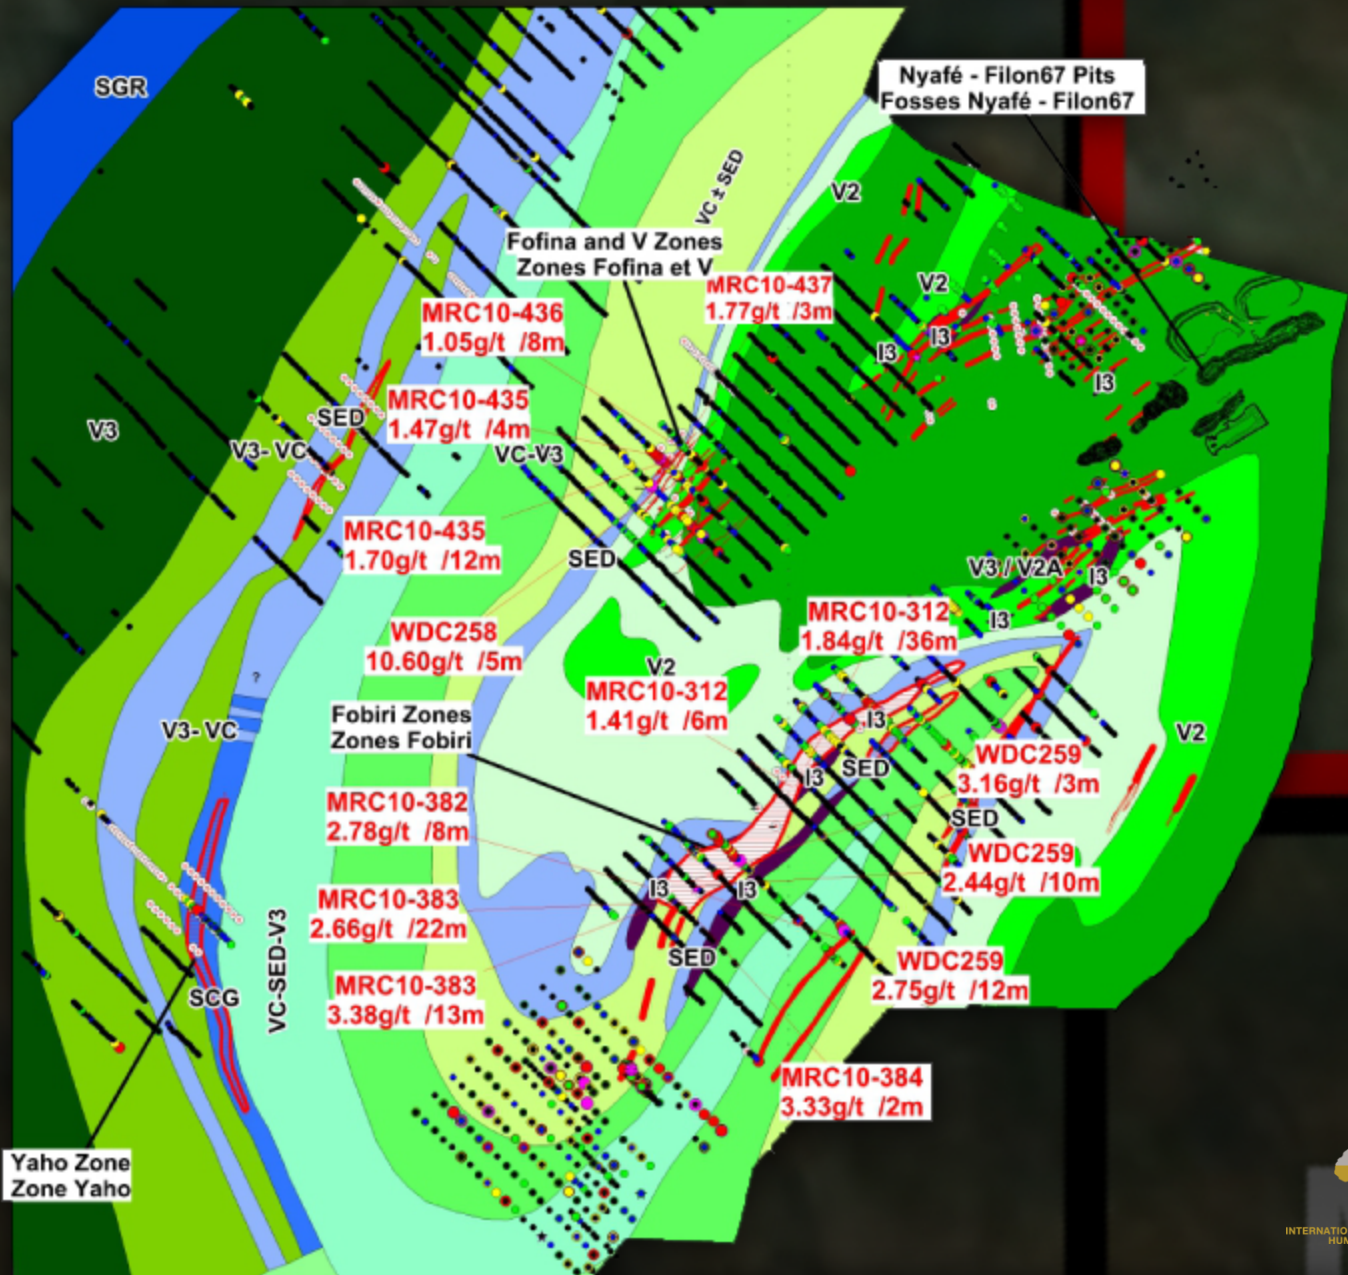 SGR
Nyafé - Filon67 Pits
Fosses Nyafé - Filon67
VC ± SED
V2
Fofina and V Zones
Zones Fofina et V
V2
MRC10-437
1.77g/t /3m
MRC10-436
1.05g/t /8m
I3
I3
I3
MRC10-435
1.47g/t /4m
SED
V3
V3- VC
VC-V3
MRC10-435
1.70g/t /12m
SED
V3 / V2A
I3
I3
MRC10-312
1.84g/t /36m
WDC258
10.60g/t /5m
V2
?
MRC10-312
1.41g/t /6m
Fobiri Zones
Zones Fobiri
V3- VC
I3
V2
WDC259
3.16g/t /3m
SED
I3
MRC10-382
2.78g/t /8m
SED
WDC259
2.44g/t /10m
I3
I3
MRC10-383
2.66g/t /22m
VC-SED-V3
SED
WDC259
2.75g/t /12m
SCG
MRC10-383
3.38g/t /13m
MRC10-384
3.33g/t /2m
Yaho Zone
Zone Yaho
INTERNATIO
HUM